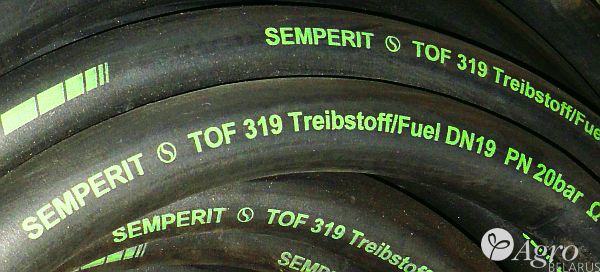 SEMPERIT TOF 319 Treibstoff/Fue
SEMPERIT TOF 319 Treibstoff/Fuel DN19 PN 20bar Ω
SEMPERIT TOF 319 Treibstoff
SEMPERIT
Agro
BELARUS